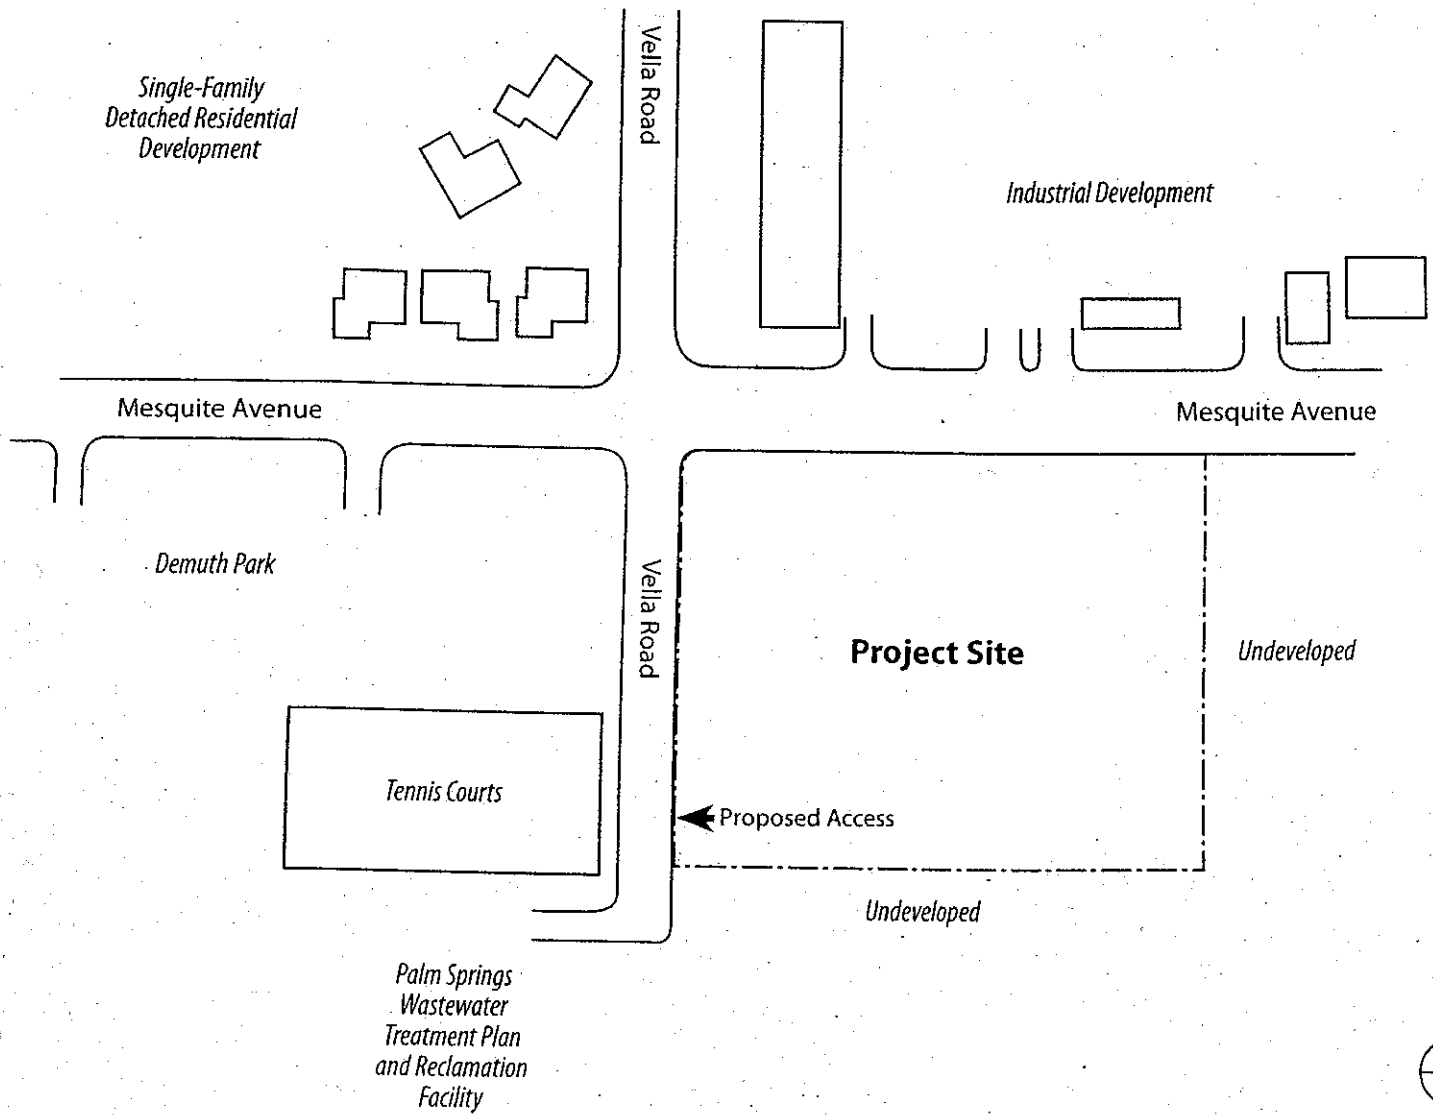 Vella Road
Single-Family
Detached Residential
Development
Industrial Development
Mesquite Avenue
Mesquite Avenue
Demuth Park
Vella Road
Project Site
Undeveloped
Tennis Courts
Proposed Access
Undeveloped
Palm Springs
Wastewater
Treatment Plan
and Reclamation
Facility